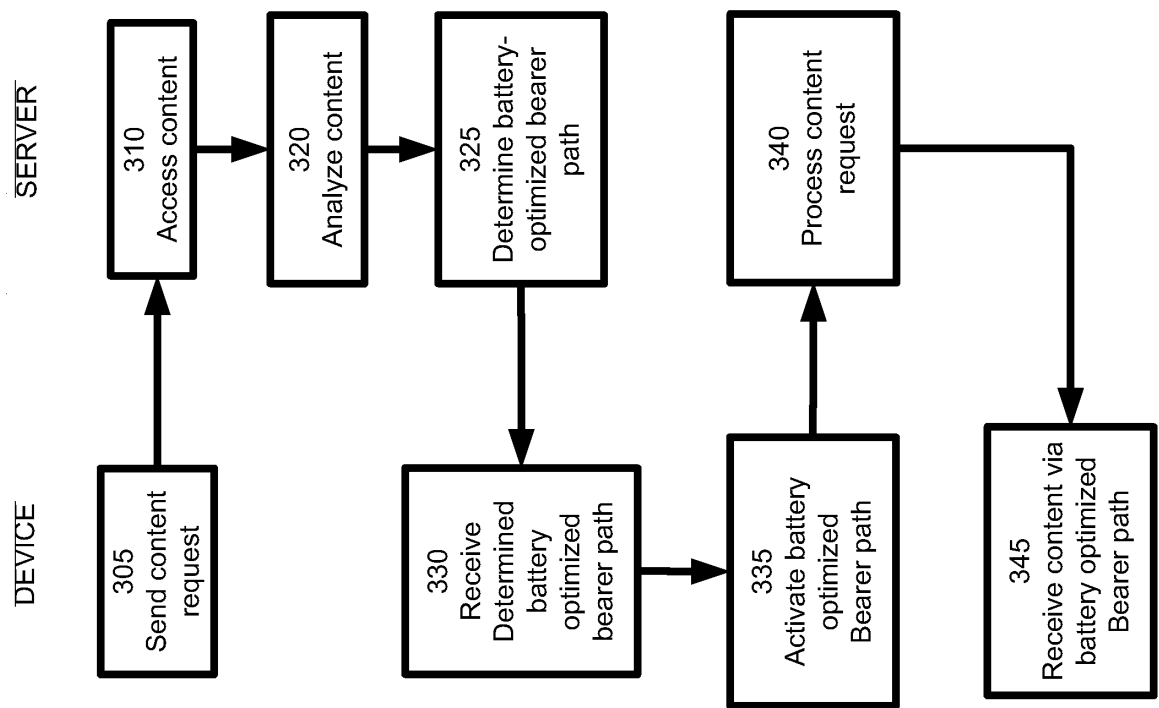 DEVICE
SERVER
305
Send content
request
310
Access content
320
Analyze content
325
Determine battery-
optimized bearer
path
330
Receive
Determined
battery
optimized
bearer path
335
Activate battery
optimized
Bearer path
340
Process content
request
345
Receive content via
battery optimized
Bearer path